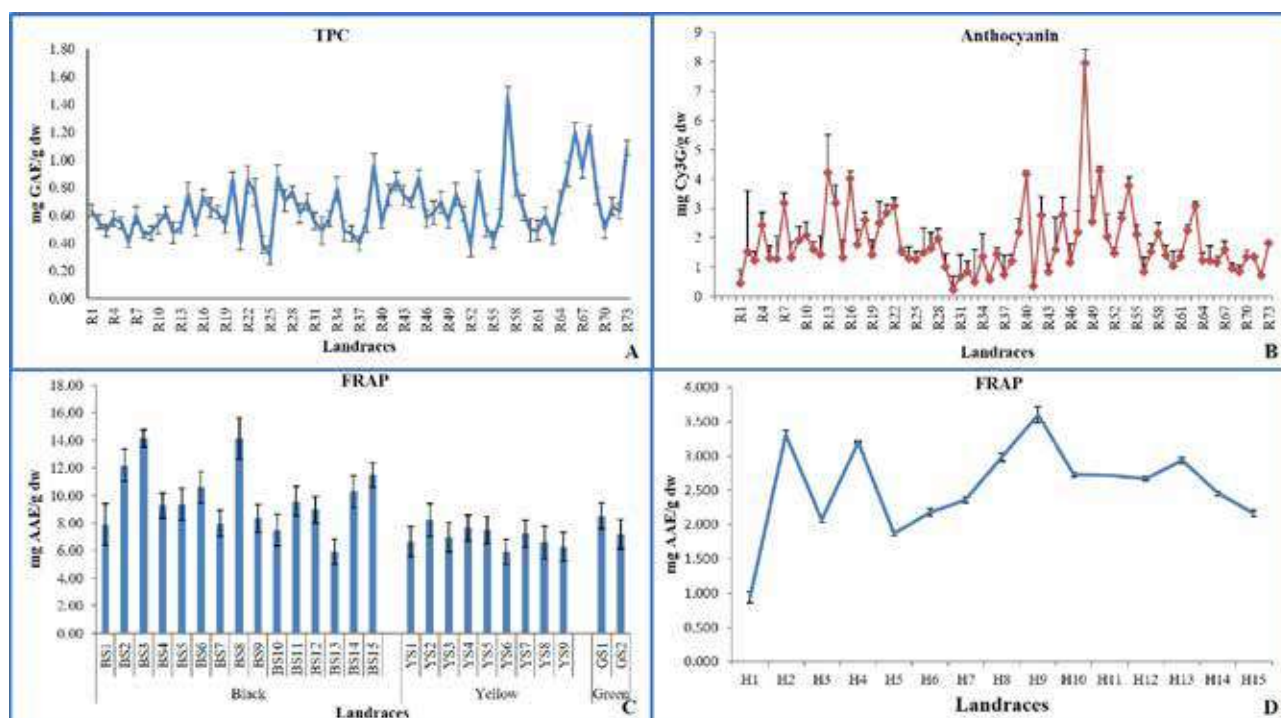 TPC
mg GAE/g dw
1.80
1.60
1.40
1.20
1.00
0.80
0.60
0.40
0.20
0.00
R1 R4 R7 R10 R13 R16 R19 R22 R25 R28 R31 R34 R37 R40 R43 R46 R49 R52 R55 R58 R61 R64 R67 R70 R73
Landraces
A
Anthocyanin
mg Cy3G/g dw
9
8
7
6
5
4
3
2
1
0
R1 R4 R7 R10 R13 R16 R19 R22 R25 R28 R31 R34 R37 R40 R43 R46 R49 R52 R55 R58 R61 R64 R67 R70 R73
Landraces
B
FRAP
mg AAE/g dw
18.00
16.00
14.00
12.00
10.00
8.00
6.00
4.00
2.00
0.00
BS1 BS2 BS3 BS4 BS5 BS6 BS7 BS8 BS9 BS10 BS11 BS12 BS13 BS14 BS15 YS1 YS2 YS3 YS4 YS5 YS6 YS7 YS8 YS9 GS1 GS2
Black Yellow Green
Landraces
C
FRAP
mg AAE/g dw
4.000
3.500
3.000
2.500
2.000
1.500
1.000
0.500
0.000
H1 H2 H3 H4 H5 H6 H7 H8 H9 H10 H11 H12 H13 H14 H15
Landraces
D